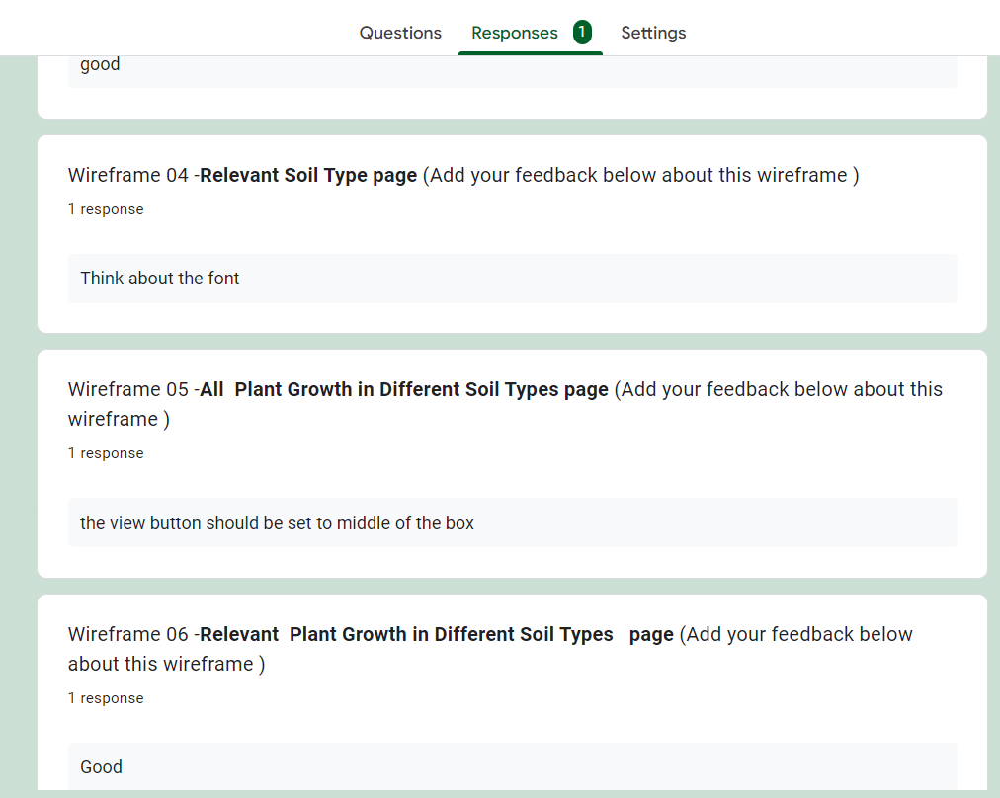 Questions Responses 1 Settings
good
Wireframe 04 -Relevant Soil Type page (Add your feedback below about this wireframe )
1 response
Think about the font
Wireframe 05 -All  Plant Growth in Different Soil Types page (Add your feedback below about this
wireframe )
1 response
the view button should be set to middle of the box
Wireframe 06 -Relevant  Plant Growth in Different Soil Types   page (Add your feedback below
about this wireframe )
1 response
Good